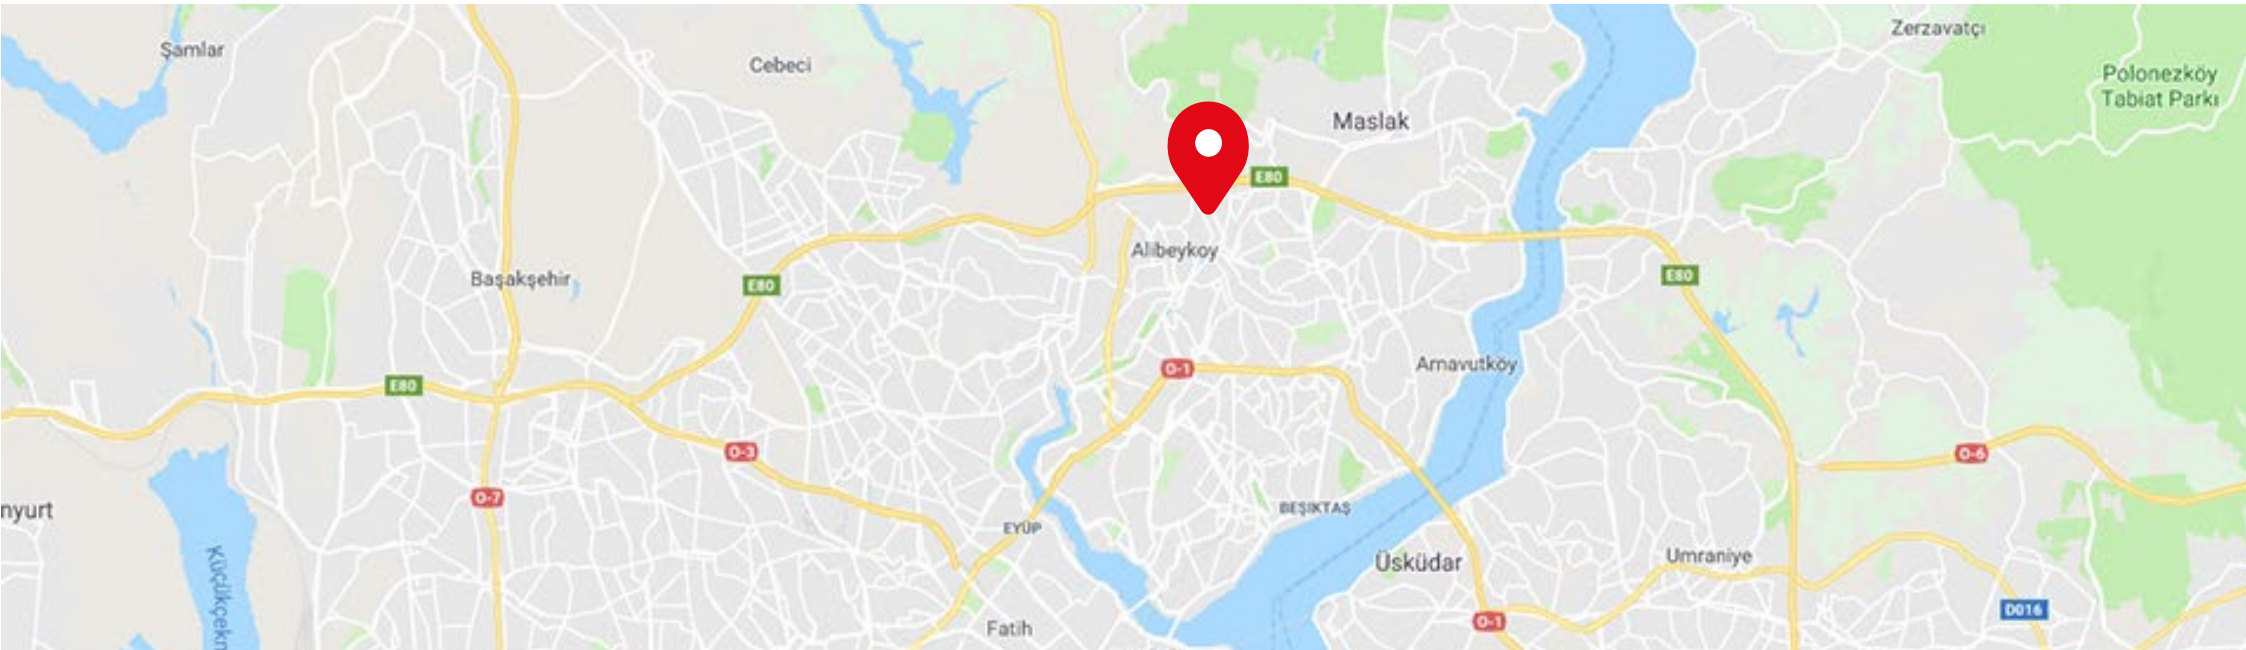 Zerzavatçı
Şamlar
Cebeci
Polonezköy
Tabiat Parkı
Maslak
E80
Alibeykoy
E80
Başakşehir
E80
Arnavutköy
O-1
E80
O-3
O-6
O-7
nyurt
BEŞIKTAŞ
EYÜP
Umraniye
Üsküdar
Küçükçekm
D016
O-1
Fatih